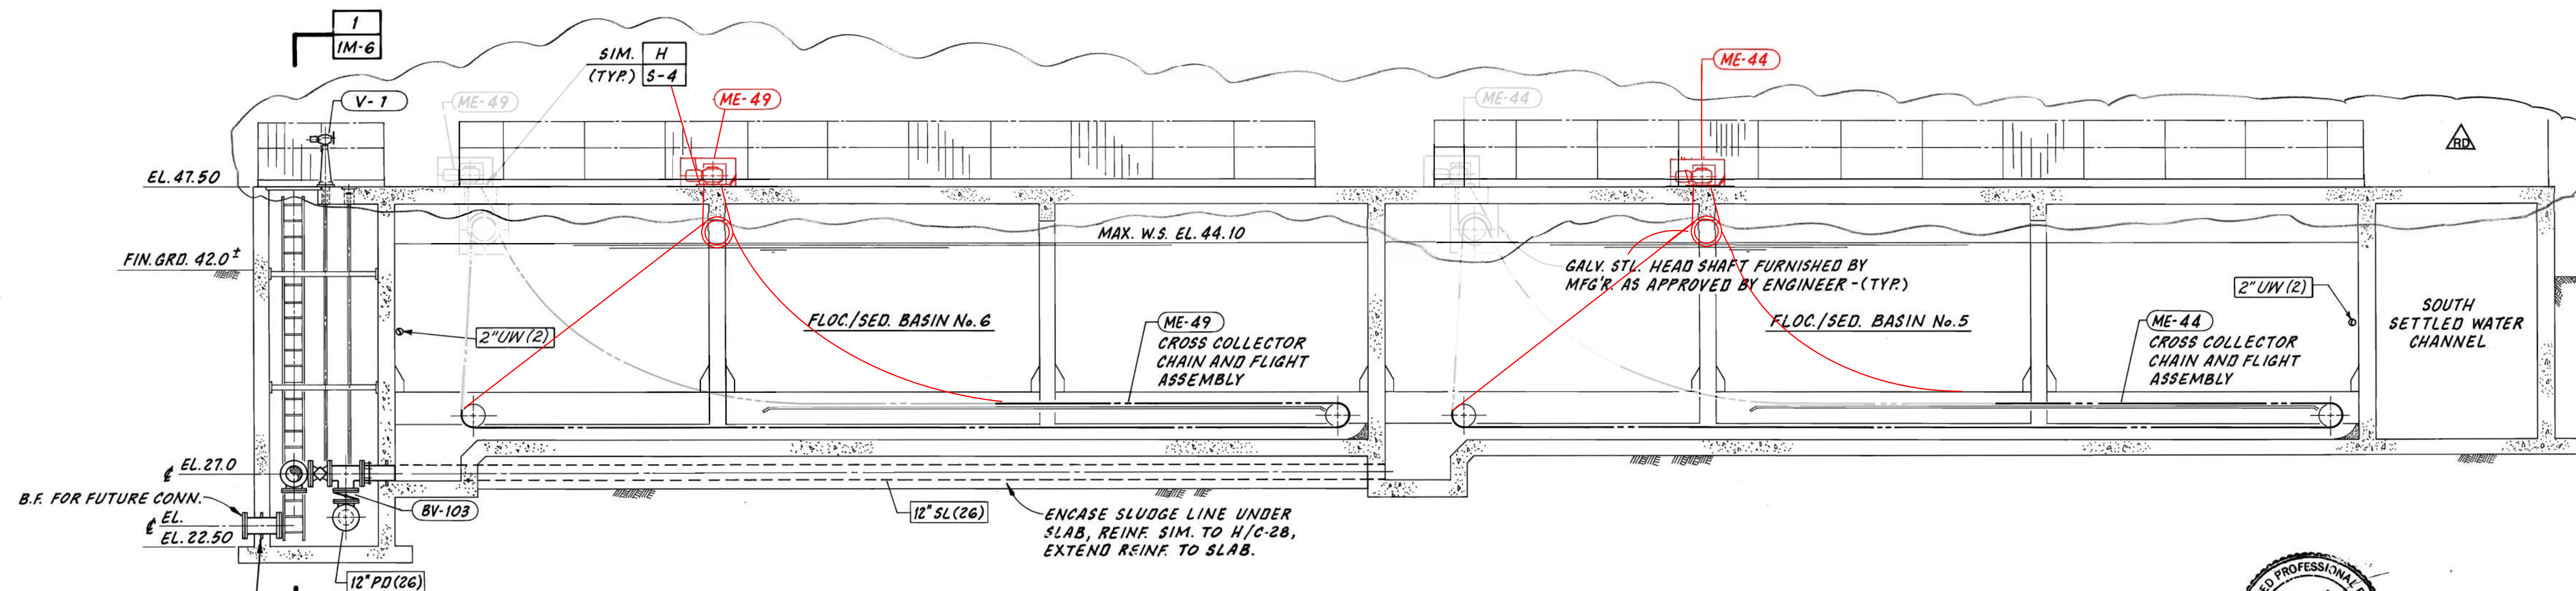 1
1M-6
SIM. H
(TYP.) S-4
V-1
ME-49
ME-49
ME-44
ME-44
RD
EL. 47.50
MAX. W.S. EL. 44.10
FIN. GRD. 42.0±
GALV. STL. HEAD SHAFT FURNISHED BY
MFG'R. AS APPROVED BY ENGINEER - (TYP.)
2" UW (2)
2" UW (2)
FLOC./SED. BASIN No. 6
ME-49
CROSS COLLECTOR
CHAIN AND FLIGHT
ASSEMBLY
FLOC./SED. BASIN No. 5
ME-44
CROSS COLLECTOR
CHAIN AND FLIGHT
ASSEMBLY
SOUTH
SETTLED WATER
CHANNEL
℄ EL. 27.0
B.F. FOR FUTURE CONN.
℄ EL.
EL. 22.50
BV-103
12" SL (26)
ENCASE SLUDGE LINE UNDER
SLAB, REINF. SIM. TO H/C-28,
EXTEND REINF. TO SLAB.
12" PD (26)
ED PROFESSIONAL